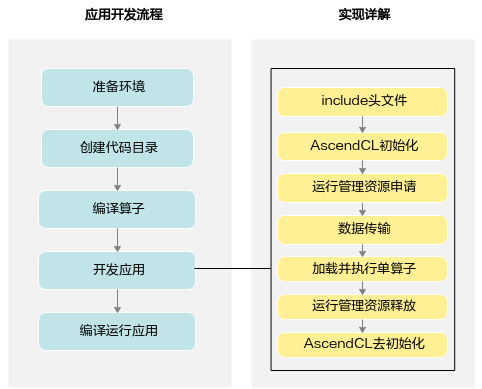 应用开发流程
准备环境
创建代码目录
编译算子
开发应用
编译运行应用
实现详解
include头文件
AscendCL初始化
运行管理资源申请
数据传输
加载并执行单算子
运行管理资源释放
AscendCL去初始化